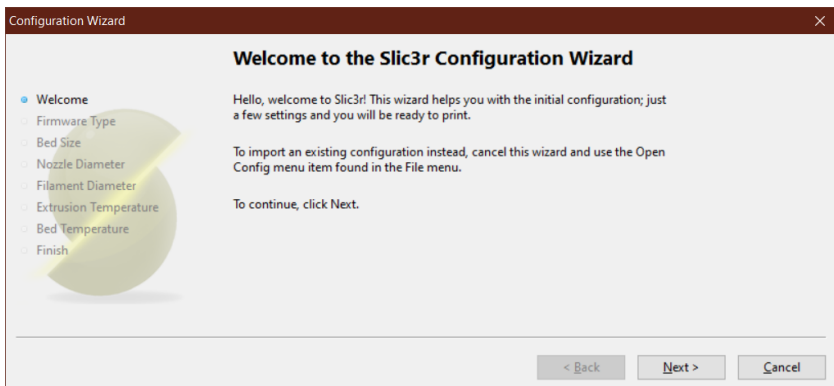 Configuration Wizard
Welcome to the Slic3r Configuration Wizard
Welcome
Firmware Type
Bed Size
Nozzle Diameter
Filament Diameter
Extrusion Temperature
Bed Temperature
Finish
Hello, welcome to Slic3r! This wizard helps you with the initial configuration; just
a few settings and you will be ready to print.
To import an existing configuration instead, cancel this wizard and use the Open
Config menu item found in the File menu.
To continue, click Next.
< Back
Next >
Cancel